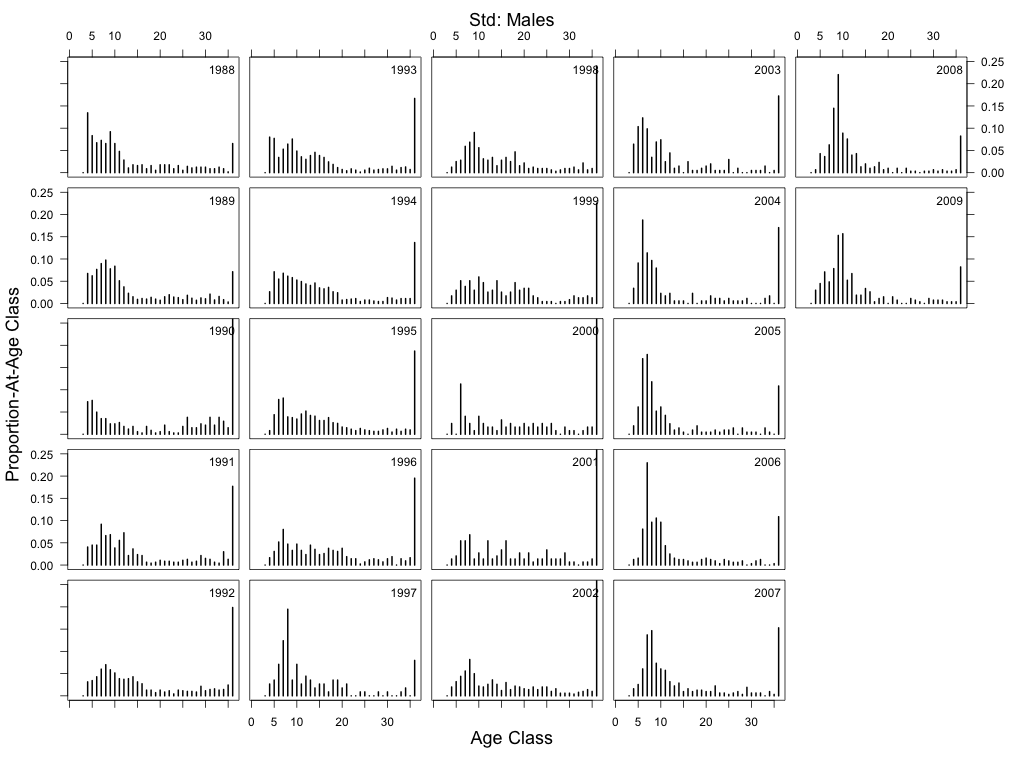 Std: Males
0 5 10 30 0 5 10 20 30 0 5 10 20 30
1988 1993 1998 2003 2008
0.25
0.20
0.15
0.10
0.05
0.00
0.25
0.20
0.15
0.10
0.05
0.00
1989 1994 1999 2004 2009
1990 1995 2000 2005
0.25
0.20
0.15
0.10
0.05
0.00
1991 1996 2001 2006
1992 1997 2002 2007
0 5 10 20 30 0 5 10 20 30
Proportion-At-Age Class
Age Class